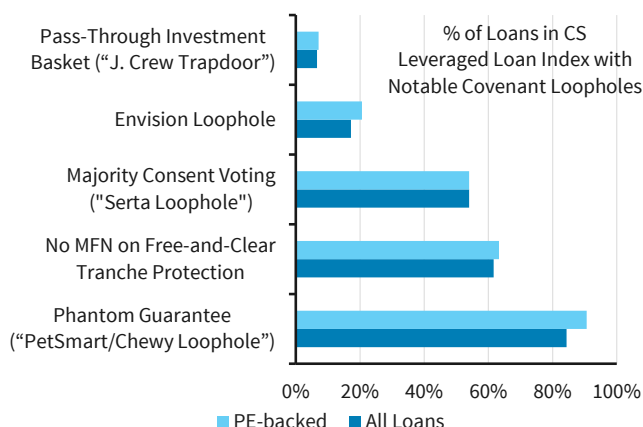 % of Loans in CS
Leveraged Loan Index with
Notable Covenant Loopholes
Pass-Through Investment
Basket (“J. Crew Trapdoor”)
Envision Loophole
Majority Consent Voting
("Serta Loophole")
No MFN on Free-and-Clear
Tranche Protection
Phantom Guarantee
(“PetSmart/Chewy Loophole”)
0% 20% 40% 60% 80% 100%
PE-backed All Loans